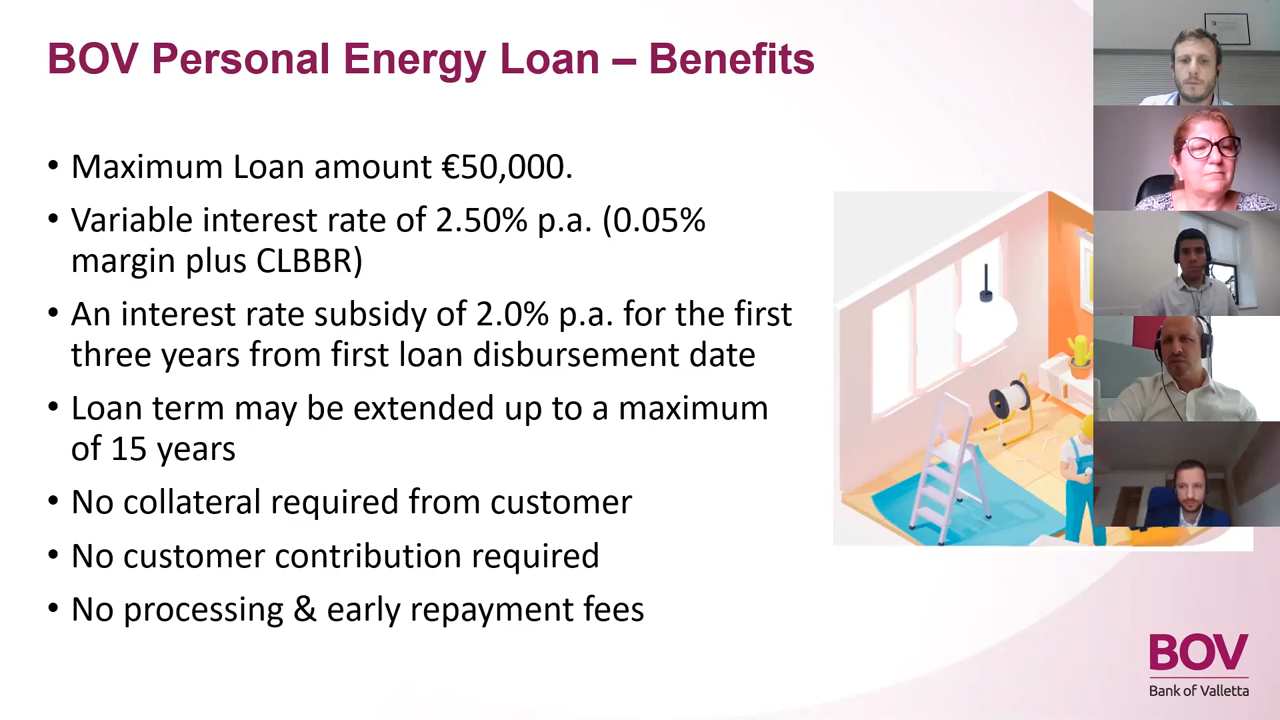 BOV Personal Energy Loan – Benefits
• Maximum Loan amount €50,000.
• Variable interest rate of 2.50% p.a. (0.05%
margin plus CLBBR)
• An interest rate subsidy of 2.0% p.a. for the first
three years from first loan disbursement date
• Loan term may be extended up to a maximum
of 15 years
• No collateral required from customer
• No customer contribution required
• No processing & early repayment fees
BOV
Bank of Valletta